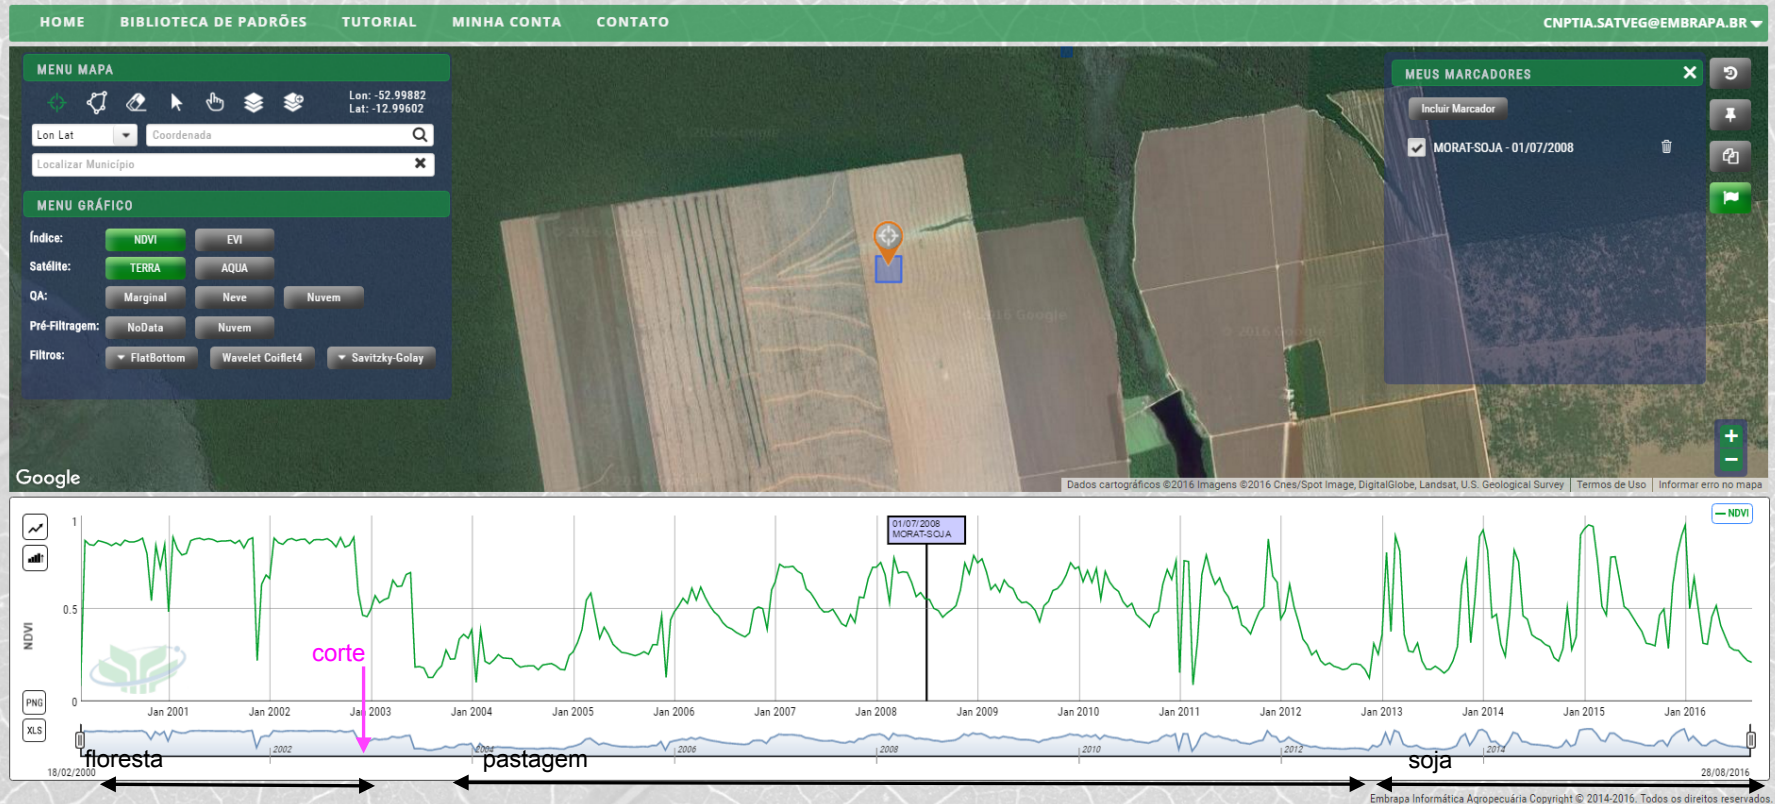 HOME BIBLIOTECA DE PADRÕES TUTORIAL MINHA CONTA CONTATO CNPTIA.SATVEG@EMBRAPA.BR
MENU MAPA
Lon: -52.99882
Lat: -12.99602
Lon Lat Coordenada
Localizar Município
MENU GRÁFICO
Índice: NDVI EVI
Satélite: TERRA AQUA
QA: Marginal Neve Nuvem
Pré-Filtragem: NoData Nuvem
Filtros: FlatBottom Wavelet Coiflet4 Savitzky-Golay
MEUS MARCADORES
Incluir Marcador
MORAT-SOJA - 01/07/2008
© 2016 Google
Google
Dados cartográficos ©2016 Imagens ©2016 Cnes/Spot Image, DigitalGlobe, Landsat, U.S. Geological Survey Termos de Uso Informar erro no mapa
NDVI
01/07/2008
MORAT-SOJA
1
0.5
0
NDVI
corte
PNG
XLS
Jan 2001 Jan 2002 Jan 2003 Jan 2004 Jan 2005 Jan 2006 Jan 2007 Jan 2008 Jan 2009 Jan 2010 Jan 2011 Jan 2012 Jan 2013 Jan 2014 Jan 2015 Jan 2016
2002 2004 2006 2008 2010 2012 2014
floresta pastagem soja
18/02/2000 28/08/2016
Embrapa Informática Agropecuária Copyright © 2014-2016. Todos os direitos reservados.